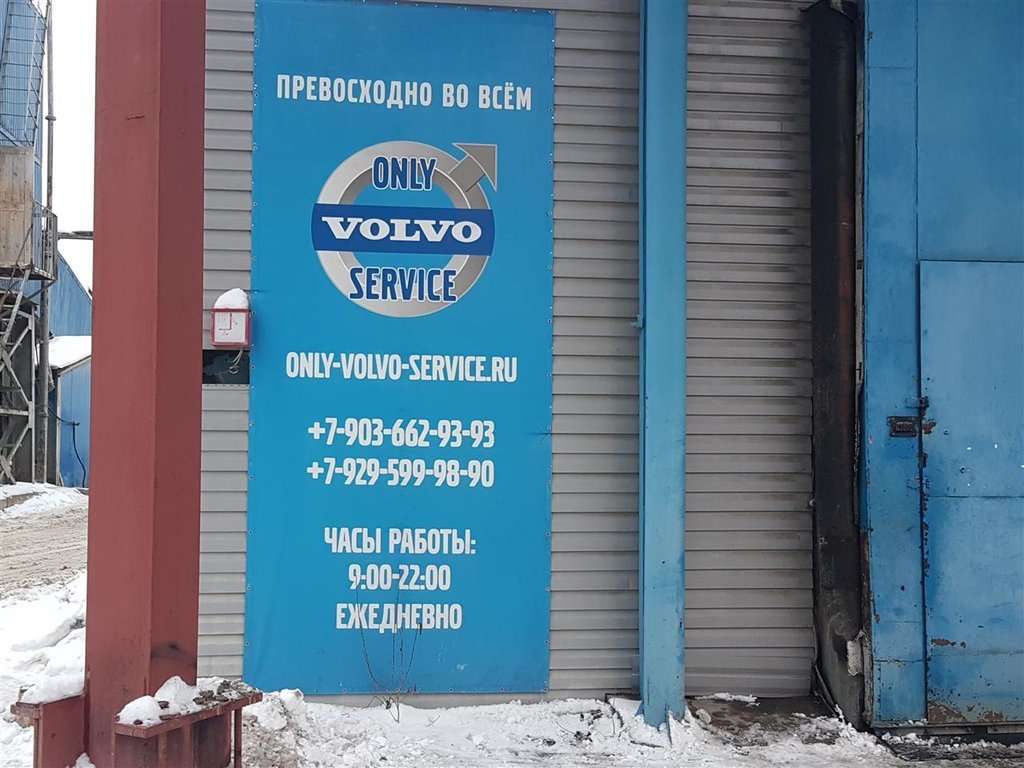 ПРЕВОСХОДНО ВО ВСЁМ
ONLY
VOLVO
SERVICE
ONLY-VOLVO-SERVICE.RU
+7-903-662-93-93
+7-929-599-98-90
ЧАСЫ РАБОТЫ:
9:00-22:00
ЕЖЕДНЕВНО